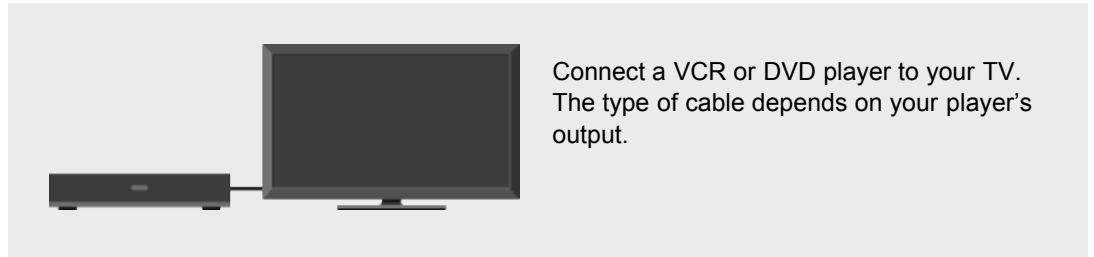 Connect a VCR or DVD player to your TV.
The type of cable depends on your player’s
output.